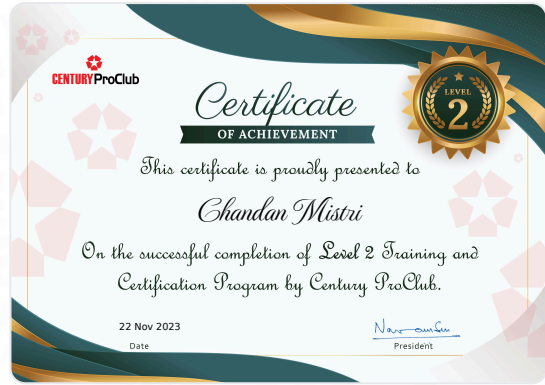 CENTURY ProClub
Certificate
OF ACHIEVEMENT
LEVEL
2
This certificate is proudly presented to
Chandan Mistri
On the successful completion of Level 2 Training and
Certification Program by Century ProClub.
22 Nov 2023
Date
President